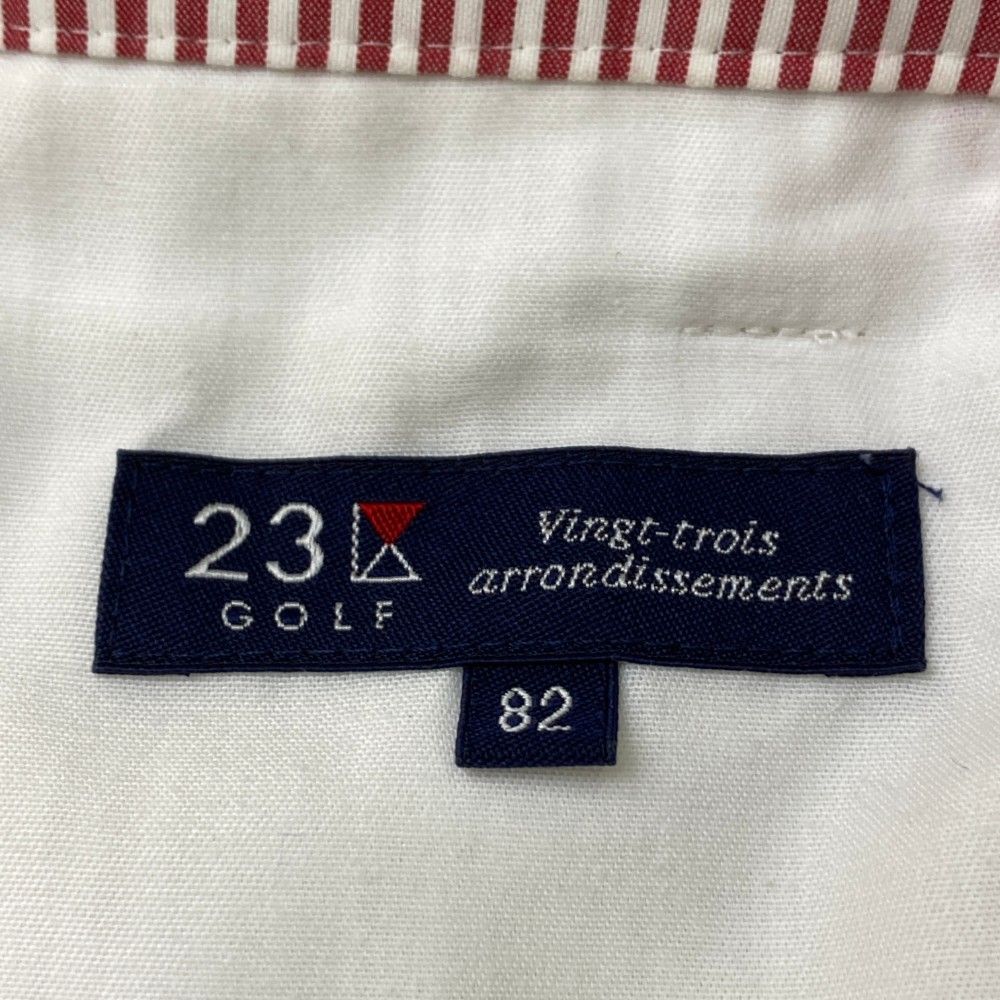 23
GOLF
Vingt-trois
arrondissements
82